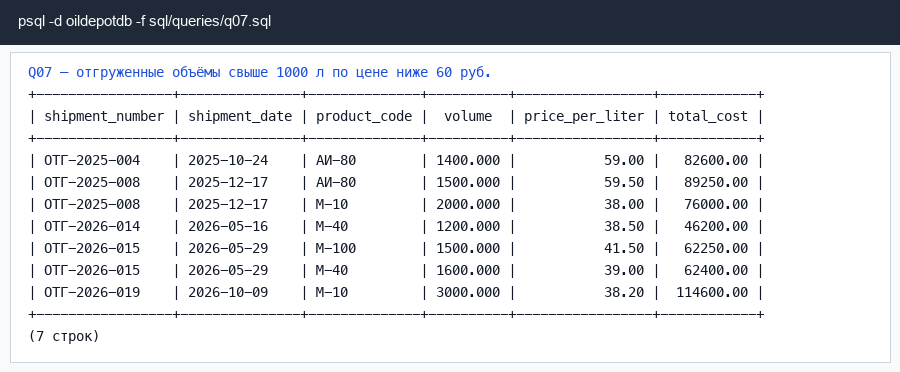 psql -d oildepotdb -f sql/queries/q07.sql
Q07 — отгруженные объёмы свыше 1000 л по цене ниже 60 руб.
+—————————————————+———————————————+——————————————+—————————+—————————————————+————————————+
| shipment_number | shipment_date | product_code | volume | price_per_liter | total_cost |
+—————————————————+———————————————+——————————————+—————————+—————————————————+————————————+
| ОТГ—2025—004 | 2025—10—24 | АИ—80 | 1400.000 | 59.00 | 82600.00 |
| ОТГ—2025—008 | 2025—12—17 | АИ—80 | 1500.000 | 59.50 | 89250.00 |
| ОТГ—2025—008 | 2025—12—17 | М—10 | 2000.000 | 38.00 | 76000.00 |
| ОТГ—2026—014 | 2026—05—16 | М—40 | 1200.000 | 38.50 | 46200.00 |
| ОТГ—2026—015 | 2026—05—29 | М—100 | 1500.000 | 41.50 | 62250.00 |
| ОТГ—2026—015 | 2026—05—29 | М—40 | 1600.000 | 39.00 | 62400.00 |
| ОТГ—2026—019 | 2026—10—09 | М—10 | 3000.000 | 38.20 | 114600.00 |
+—————————————————+———————————————+——————————————+—————————+—————————————————+————————————+
(7 строк)